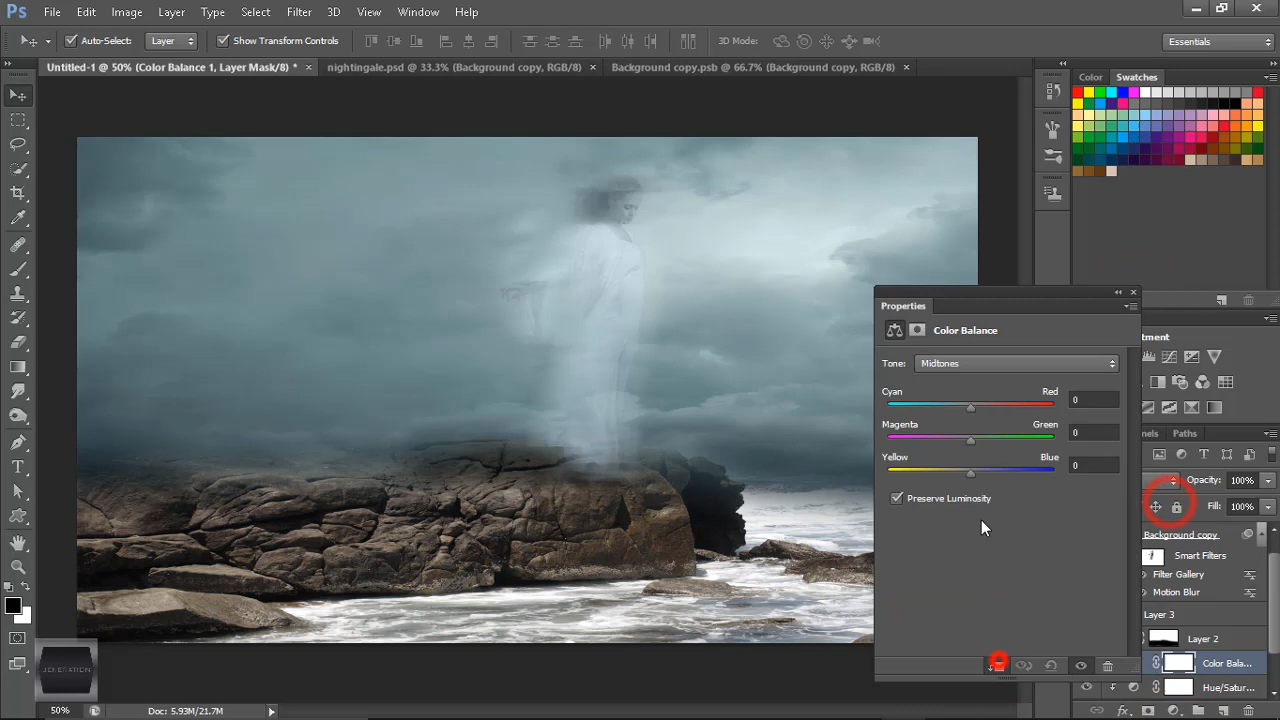 Ps File Edit Image Layer Type Select Filter 3D View Window Help
Auto-Select: Layer Show Transform Controls 3D Mode: Essentials
Untitled-1 @ 50% (Color Balance 1, Layer Mask/8) * nightingale.psd @ 33.3% (Background copy, RGB/8) Background copy.psb @ 66.7% (Background copy, RGB/8)
Color Swatches
Properties
Color Balance
tment
Tone: Midtones
Cyan Red 0
Magenta Green 0
Yellow Blue 0
Preserve Luminosity
nels Paths
Opacity: 100%
Fill: 100%
Background copy
Smart Filters
Filter Gallery
Motion Blur
Layer 3
Layer 2
Color Bala...
Hue/Satur...
T
50% Doc: 5.93M/21.7M